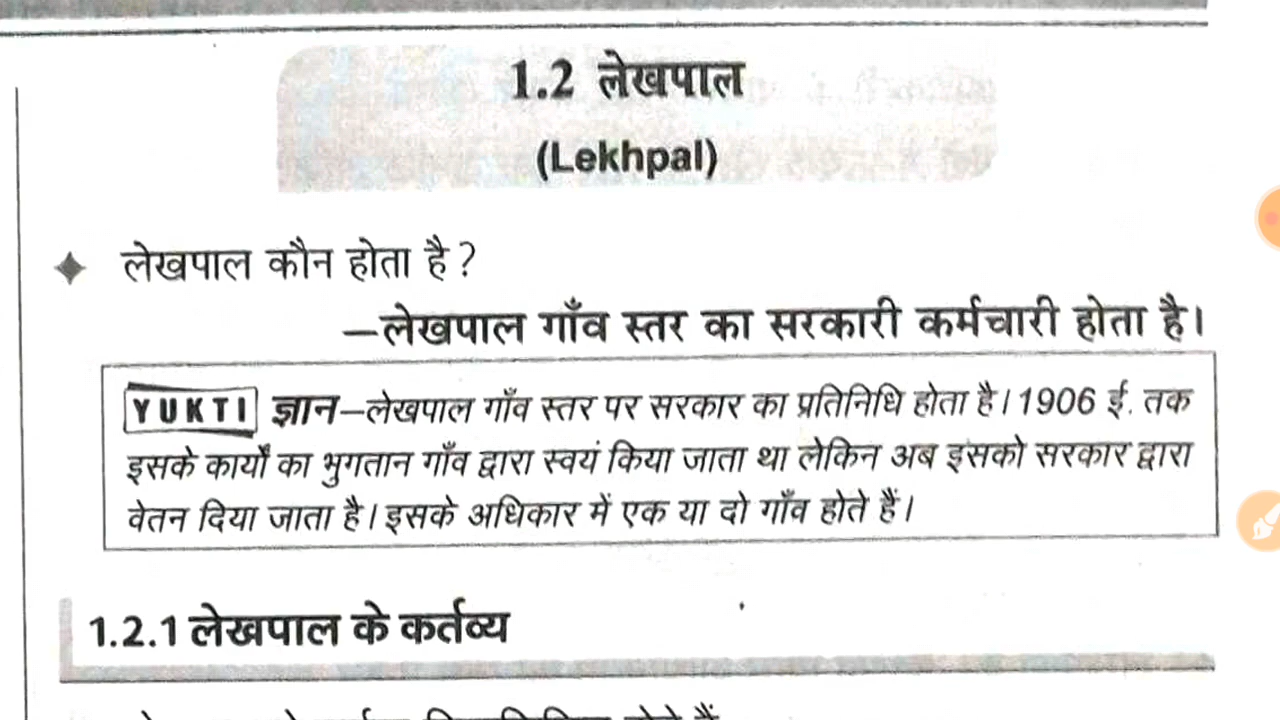 1.2 लेखपाल
(Lekhpal)
लेखपाल कौन होता है ?
–लेखपाल गाँव स्तर का सरकारी कर्मचारी होता है।
YUKTI ज्ञान–लेखपाल गाँव स्तर पर सरकार का प्रतिनिधि होता है। 1906 ई. तक
इसके कार्यों का भुगतान गाँव द्वारा स्वयं किया जाता था लेकिन अब इसको सरकार द्वारा
वेतन दिया जाता है। इसके अधिकार में एक या दो गाँव होते हैं।
1.2.1 लेखपाल के कर्तव्य